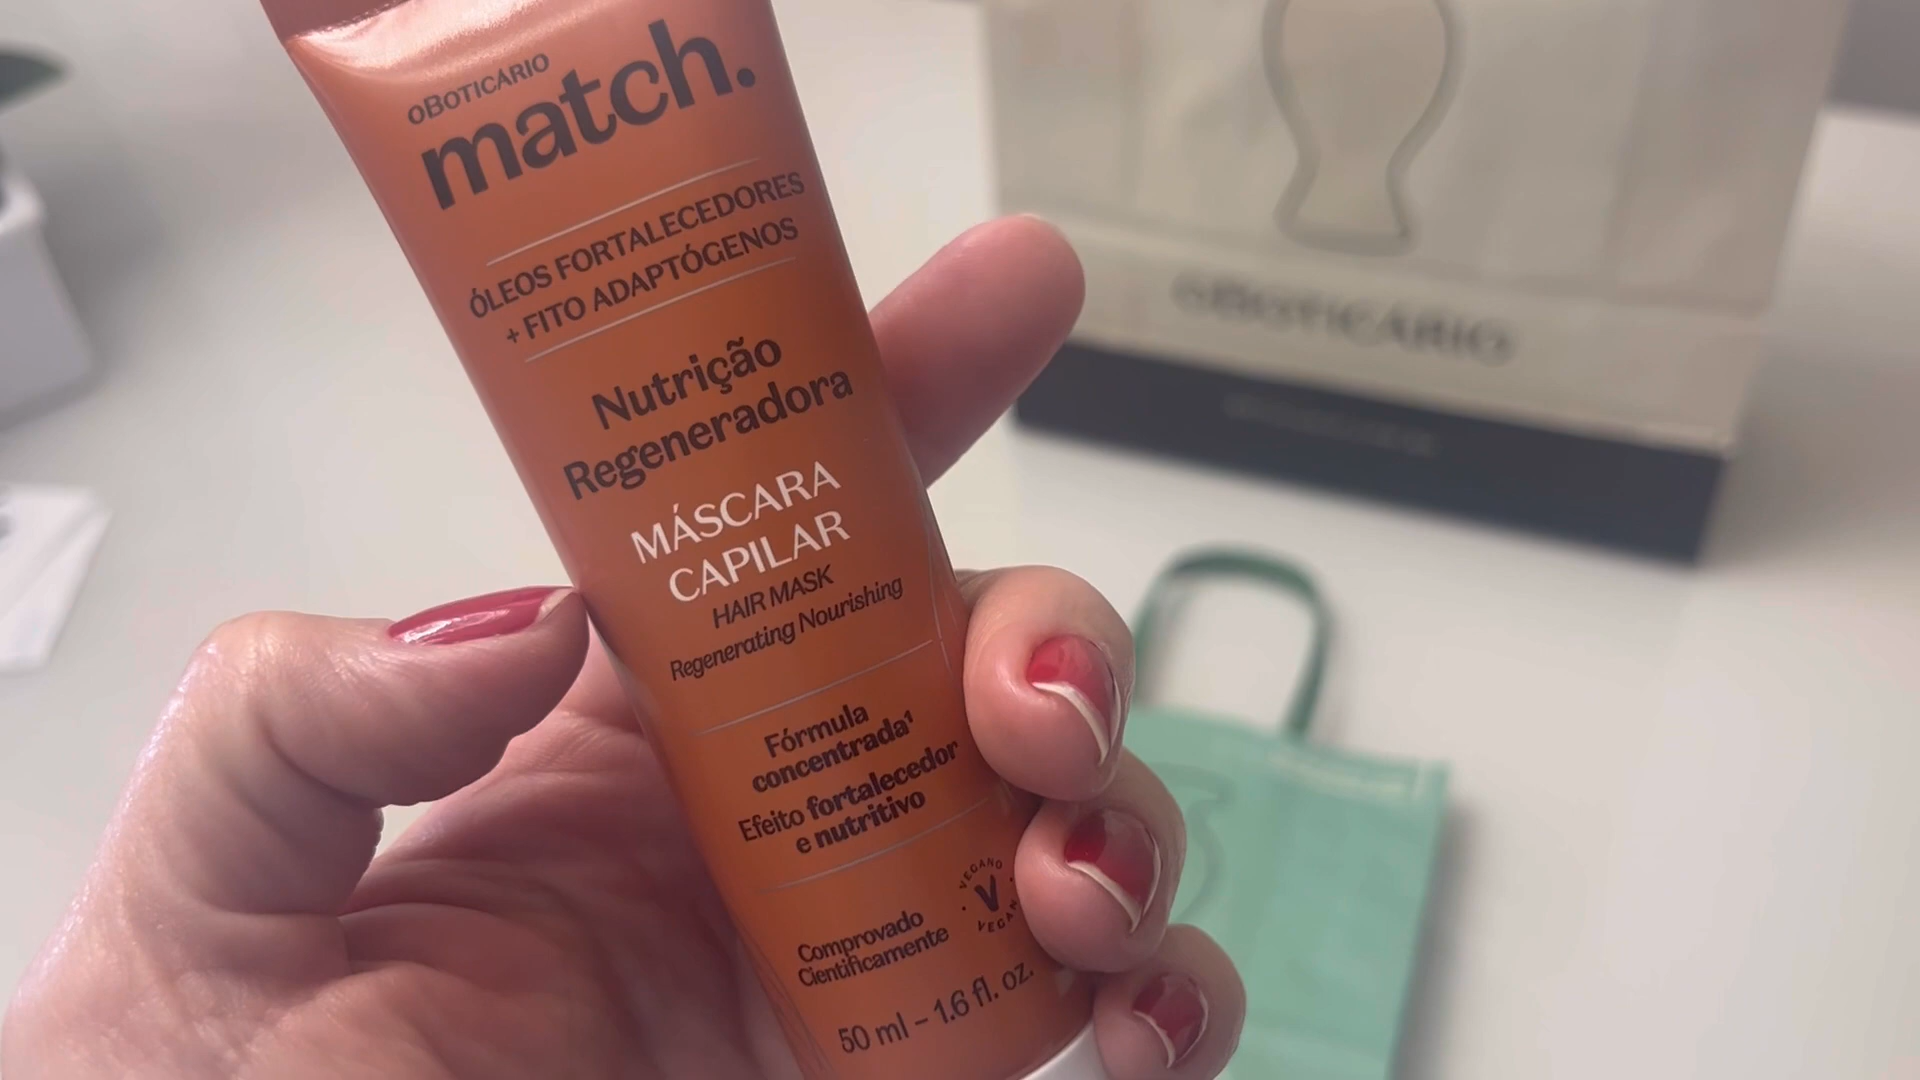 oBOTICÁRIO
match.
ÓLEOS FORTALECEDORES
+ FITO ADAPTÓGENOS
Nutrição
Regeneradora
MÁSCARA
CAPILAR
HAIR MASK
Regenerating Nourishing
Fórmula
concentrada¹
Efeito fortalecedor
e nutritivo
VEGANO
V
VEGAN
Comprovado
Cientificamente
50 ml – 1.6 fl. oz.
oBOTICÁRIO